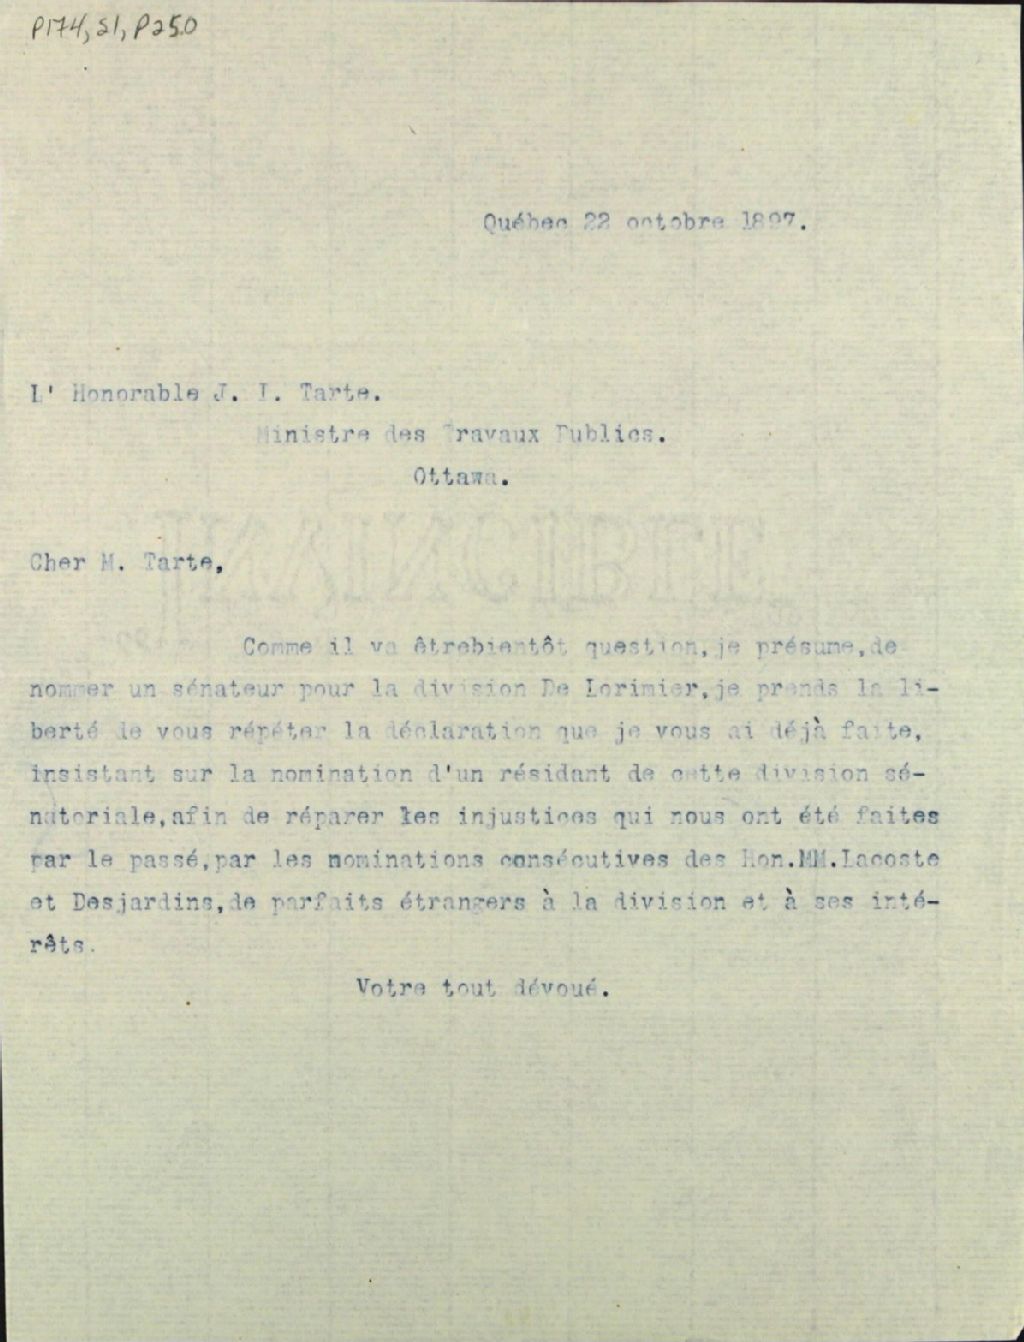 P174, S1, P250
Québec 22 octobre 1897.
L' Honorable J. I. Tarte.
Ministre des Travaux Publics.
Ottawa.
Cher M. Tarte,
Comme il va êtrebientôt question,je présume,de
nommer un sénateur pour la division De Lorimier,je prends la li-
berté de vous répéter la déclaration que je vous ai déjà faite,
insistant sur la nomination d'un résidant de cette division sé-
natoriale,afin de réparer les injustices qui nous ont été faites
par le passé,par les nominations consécutives des Hon.MM.Lacoste
et Desjardins,de parfaits étrangers à la division et à ses inté-
rêts.
Votre tout dévoué.